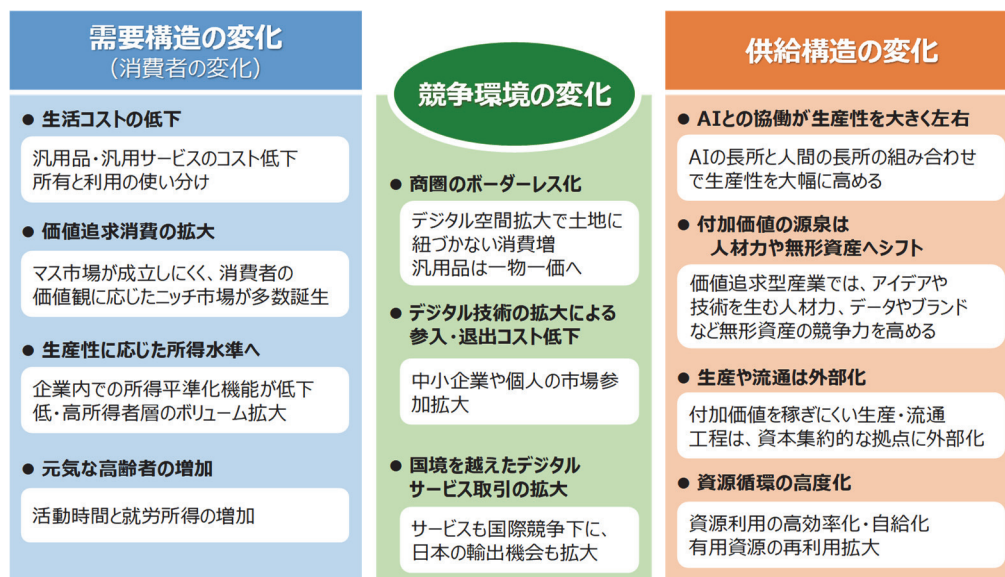 需要構造の変化
（消費者の変化）
● 生活コストの低下
汎用品・汎用サービスのコスト低下
所有と利用の使い分け
● 価値追求消費の拡大
マス市場が成立しにくく、消費者の
価値観に応じたニッチ市場が多数誕生
● 生産性に応じた所得水準へ
企業内での所得平準化機能が低下
低・高所得者層のボリューム拡大
● 元気な高齢者の増加
活動時間と就労所得の増加
競争環境の変化
● 商圏のボーダーレス化
デジタル空間拡大で土地に
紐づかない消費増
汎用品は一物一価へ
● デジタル技術の拡大による
参入・退出コスト低下
中小企業や個人の市場参
加拡大
● 国境を越えたデジタル
サービス取引の拡大
サービスも国際競争下に、
日本の輸出機会も拡大
供給構造の変化
● AIとの協働が生産性を大きく左右
AIの長所と人間の長所の組み合わせ
で生産性を大幅に高める
● 付加価値の源泉は
人材力や無形資産へシフト
価値追求型産業では、アイデアや
技術を生む人材力、データやブランド
など無形資産の競争力を高める
● 生産や流通は外部化
付加価値を稼ぎにくい生産・流通
工程は、資本集約的な拠点に外部化
● 資源循環の高度化
資源利用の高効率化・自給化
有用資源の再利用拡大